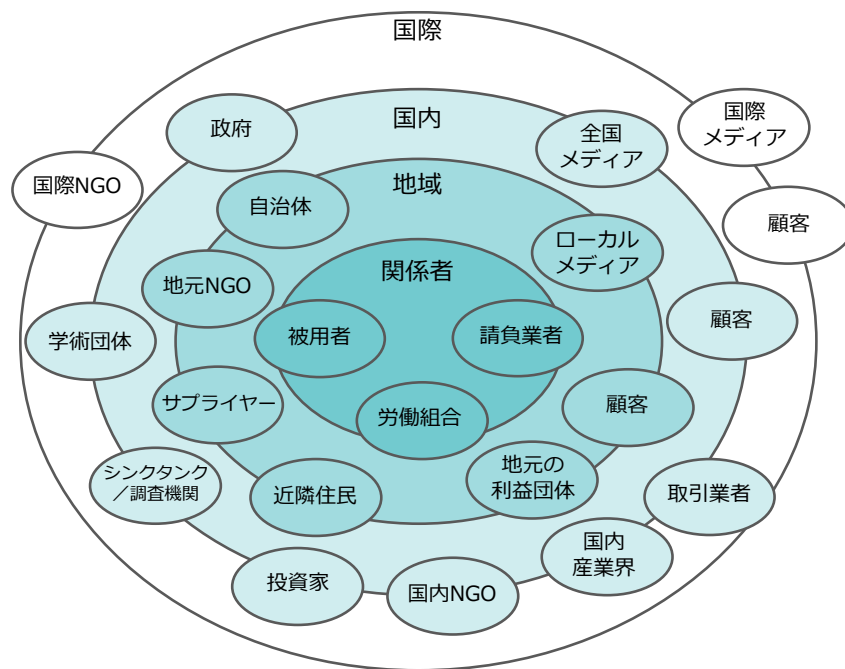 国際
国内
地域
関係者
政府
全国
メディア
国際
メディア
国際NGO
自治体
ローカル
メディア
顧客
地元NGO
被用者
請負業者
顧客
学術団体
サプライヤー
労働組合
顧客
シンクタンク
／調査機関
近隣住民
地元の
利益団体
取引業者
投資家
国内NGO
国内
産業界